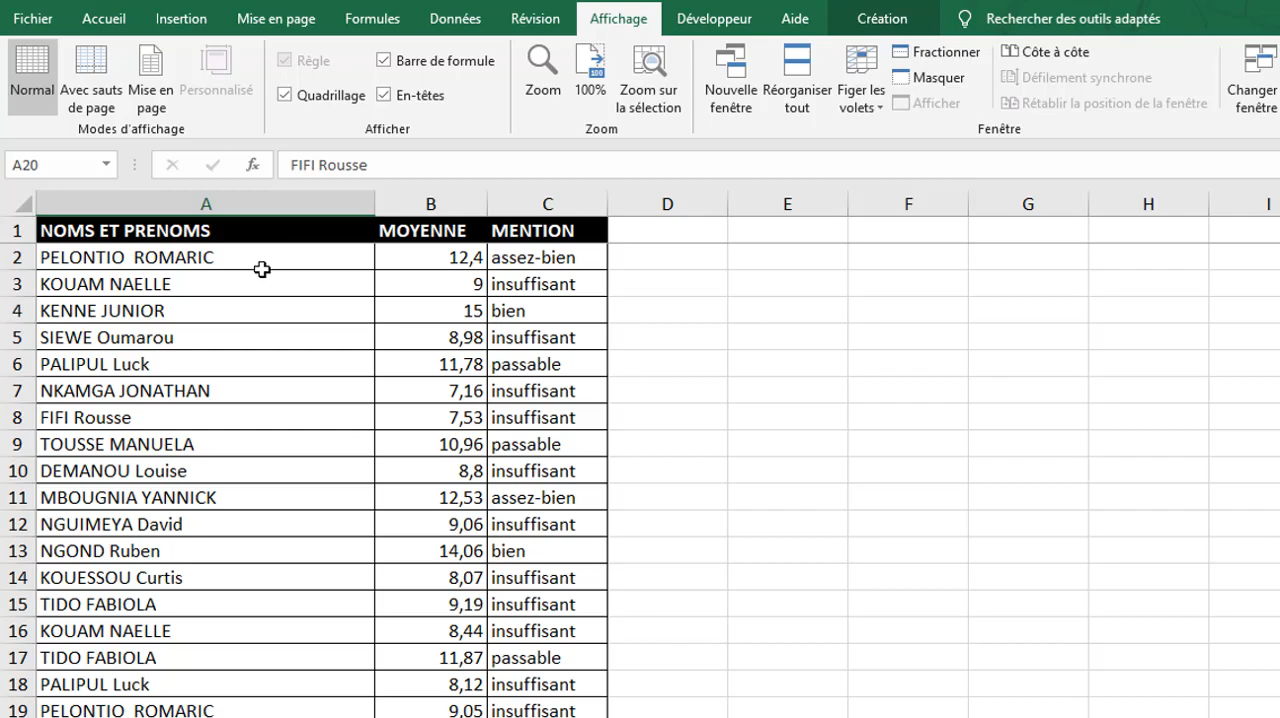 Fichier Accueil Insertion Mise en page Formules Données Révision Affichage Développeur Aide Création Rechercher des outils adaptés
Normal Avec sauts de page Mise en page Personnalisé
Modes d'affichage
Règle Barre de formule
Quadrillage En-têtes
Afficher
Zoom 100% Zoom sur la sélection
Zoom
Nouvelle fenêtre Réorganiser tout Figer les volets
Fractionner
Masquer
Afficher
Côte à côte
Défilement synchrone
Rétablir la position de la fenêtre
Changer fenêtre
Fenêtre
A20 fx FIFI Rousse
A B C D E F G H I
1 NOMS ET PRENOMS MOYENNE MENTION
2 PELONTIO  ROMARIC 12,4 assez-bien
3 KOUAM NAELLE 9 insuffisant
4 KENNE JUNIOR 15 bien
5 SIEWE Oumarou 8,98 insuffisant
6 PALIPUL Luck 11,78 passable
7 NKAMGA JONATHAN 7,16 insuffisant
8 FIFI Rousse 7,53 insuffisant
9 TOUSSE MANUELA 10,96 passable
10 DEMANOU Louise 8,8 insuffisant
11 MBOUGNIA YANNICK 12,53 assez-bien
12 NGUIMEYA David 9,06 insuffisant
13 NGOND Ruben 14,06 bien
14 KOUESSOU Curtis 8,07 insuffisant
15 TIDO FABIOLA 9,19 insuffisant
16 KOUAM NAELLE 8,44 insuffisant
17 TIDO FABIOLA 11,87 passable
18 PALIPUL Luck 8,12 insuffisant
19 PELONTIO  ROMARIC 9,05 insuffisant